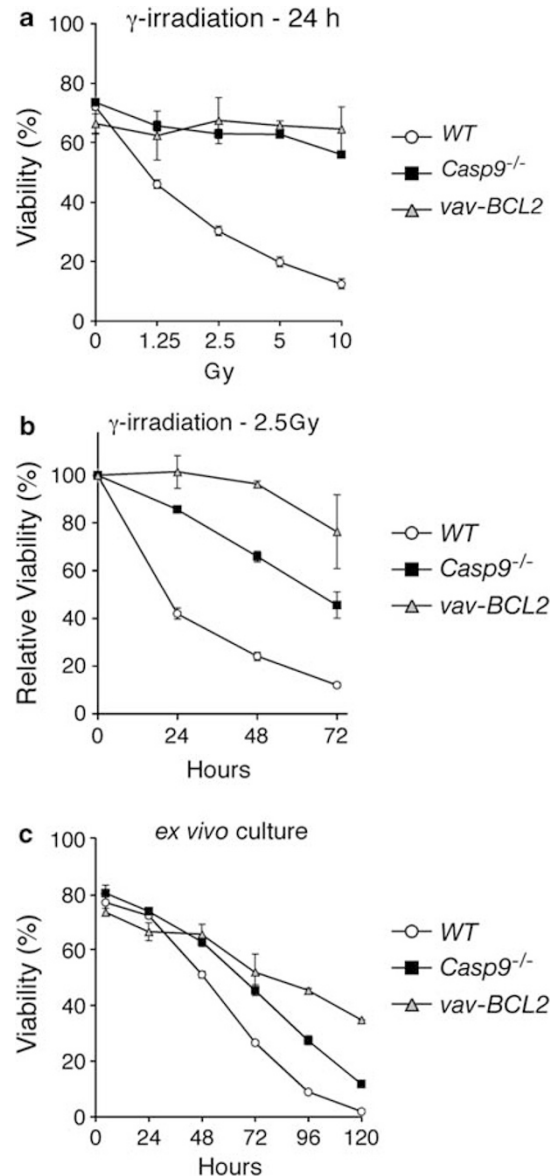 a γ-irradiation - 24 h
100
80
60
40
20
0
Viability (%)
0 1.25 2.5 5 10
Gy
WT
Casp9-/-
vav-BCL2
b γ-irradiation - 2.5Gy
100
80
60
40
20
0
Relative Viability (%)
0 24 48 72
Hours
WT
Casp9-/-
vav-BCL2
c ex vivo culture
100
80
60
40
20
0
Viability (%)
0 24 48 72 96 120
Hours
WT
Casp9-/-
vav-BCL2